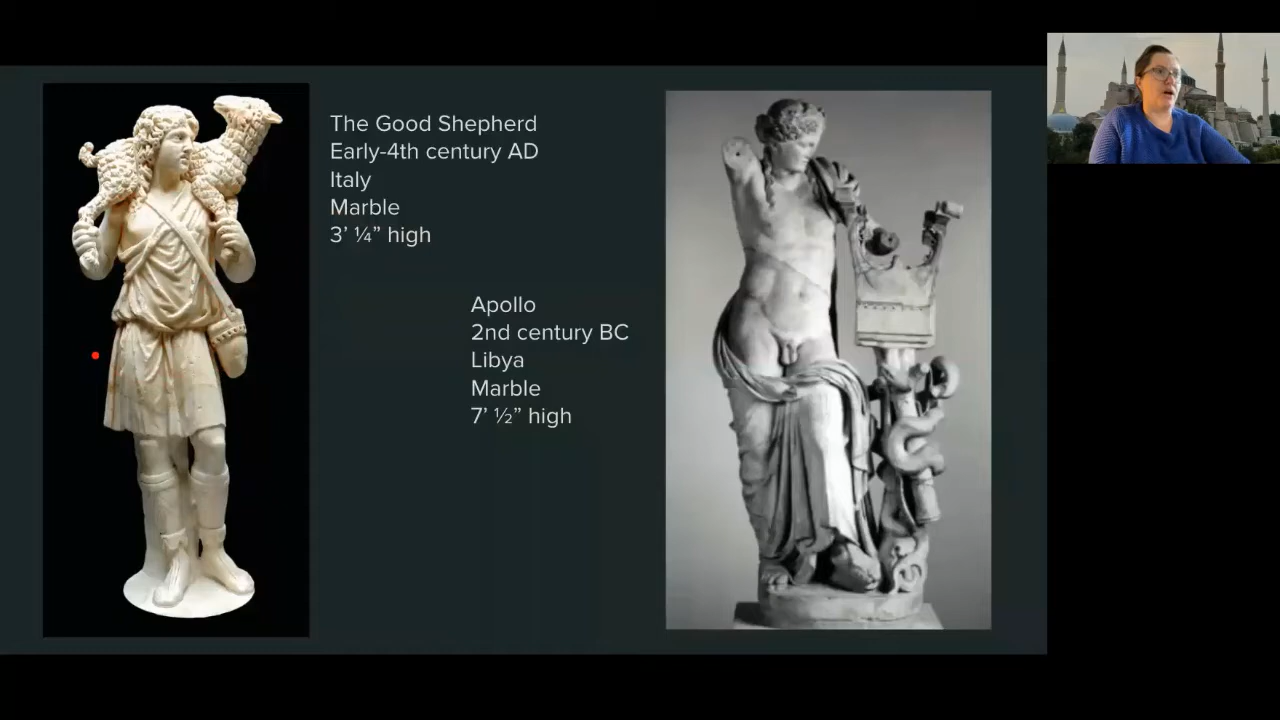 The Good Shepherd
Early-4th century AD
Italy
Marble
3’ ¼” high
Apollo
2nd century BC
Libya
Marble
7’ ½” high